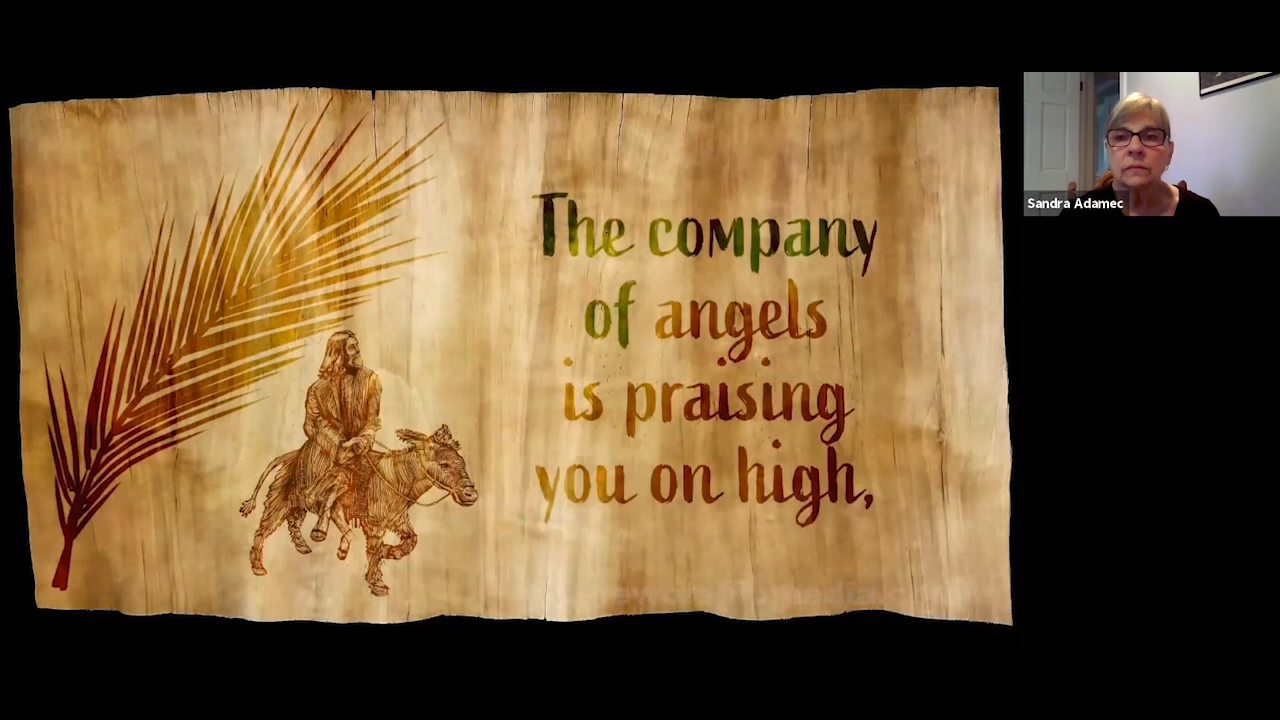 The company
of angels
is praising
you on high,
Sandra Adamec